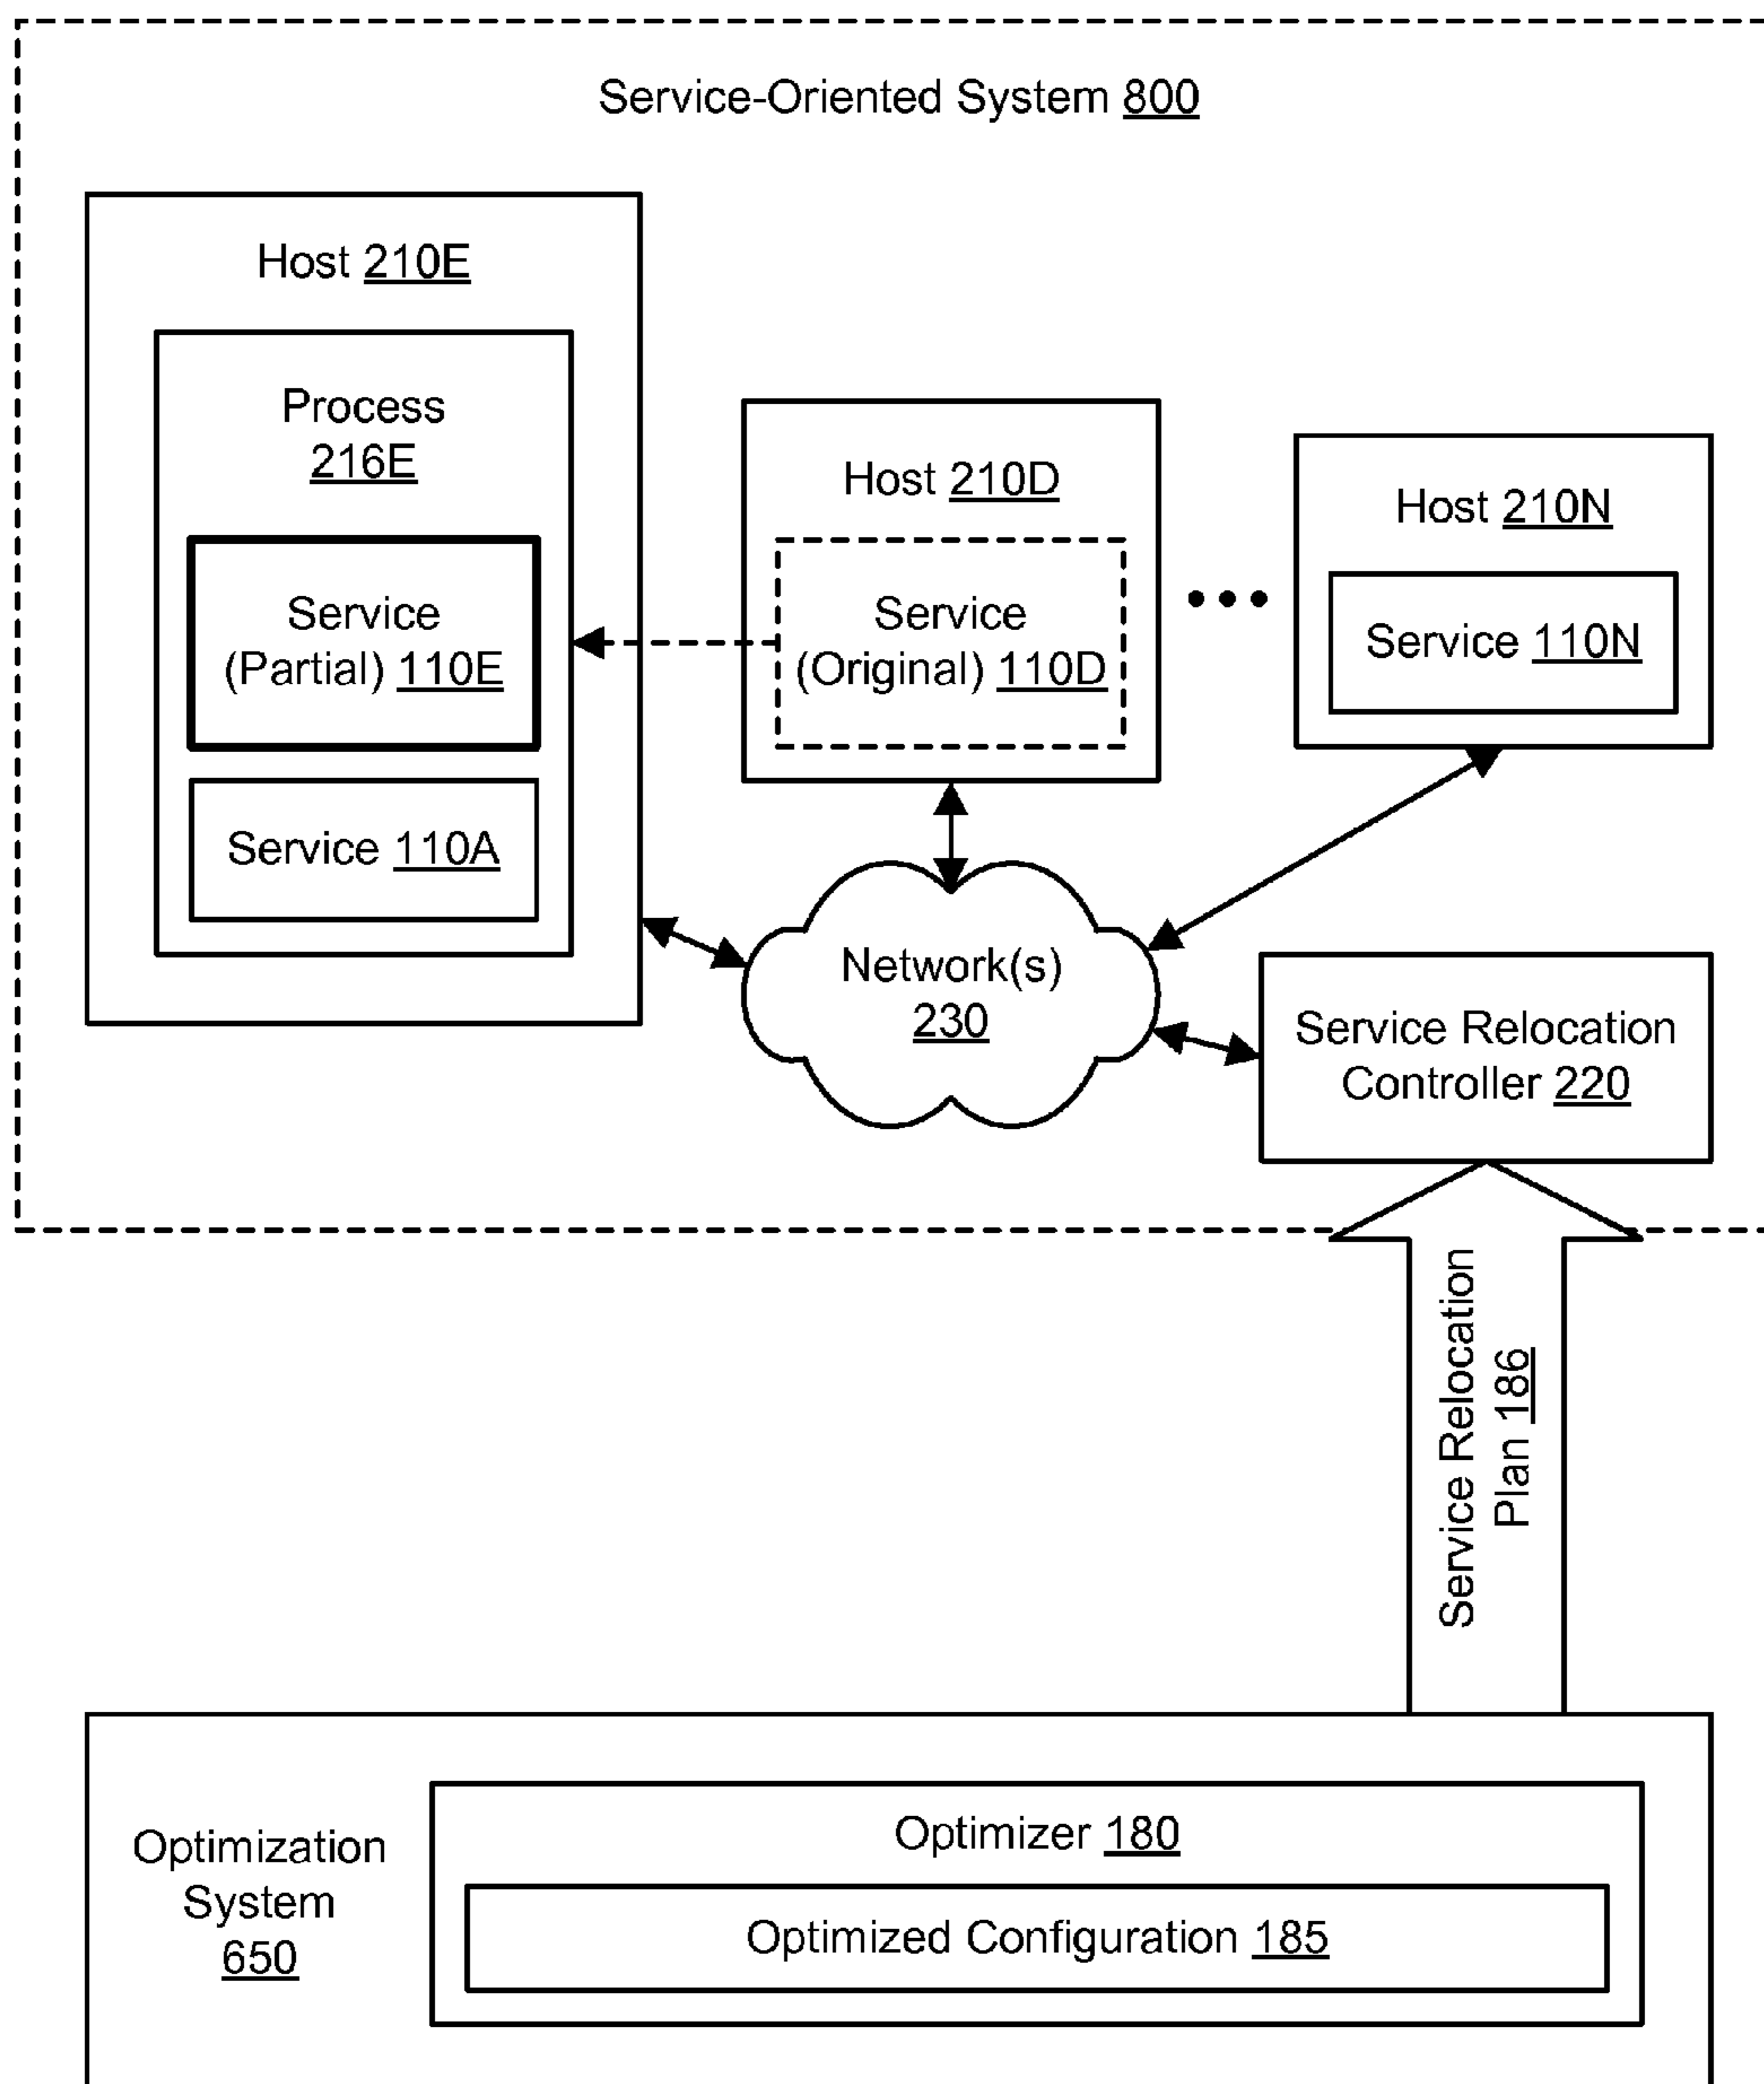 Service-Oriented System 800
Host 210E
Process
216E
Service
(Partial) 110E
Service 110A
Host 210D
Service
(Original) 110D
Host 210N
Service 110N
Network(s)
230
Service Relocation
Controller 220
Service Relocation
Plan 186
Optimization
System
650
Optimizer 180
Optimized Configuration 185